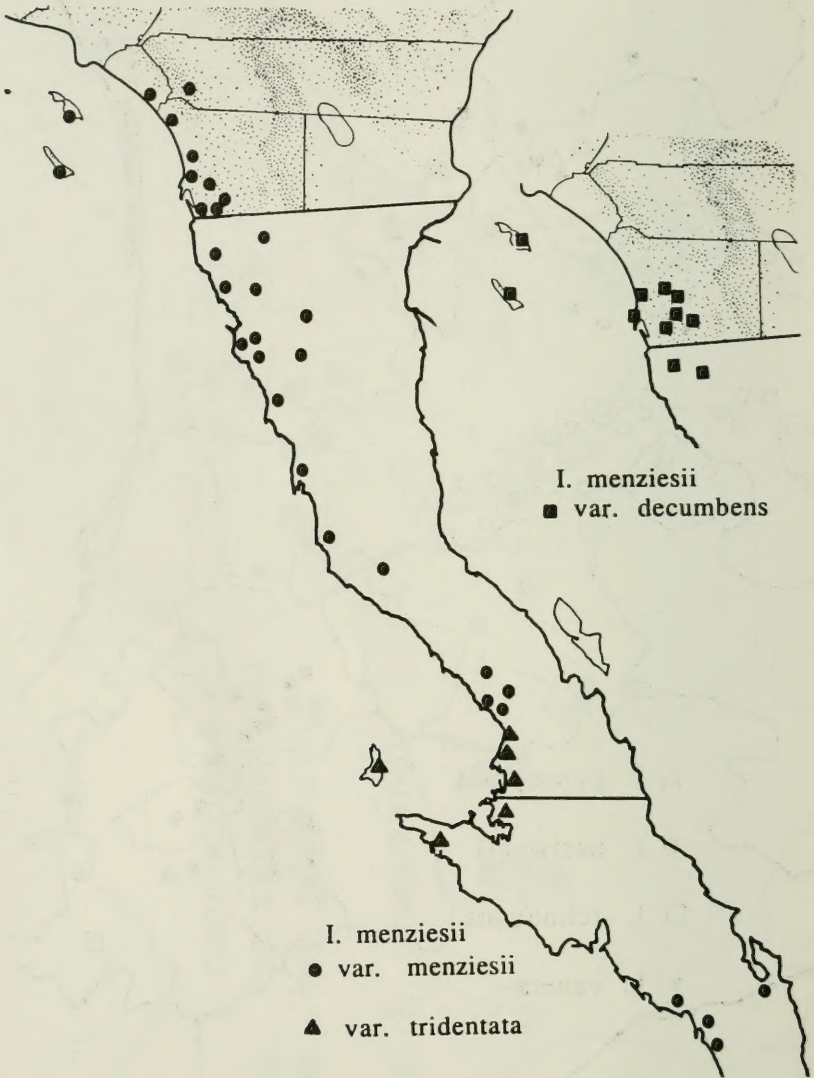 I. menziesii
var. decumbens
I. menziesii
var. menziesii
var. tridentata